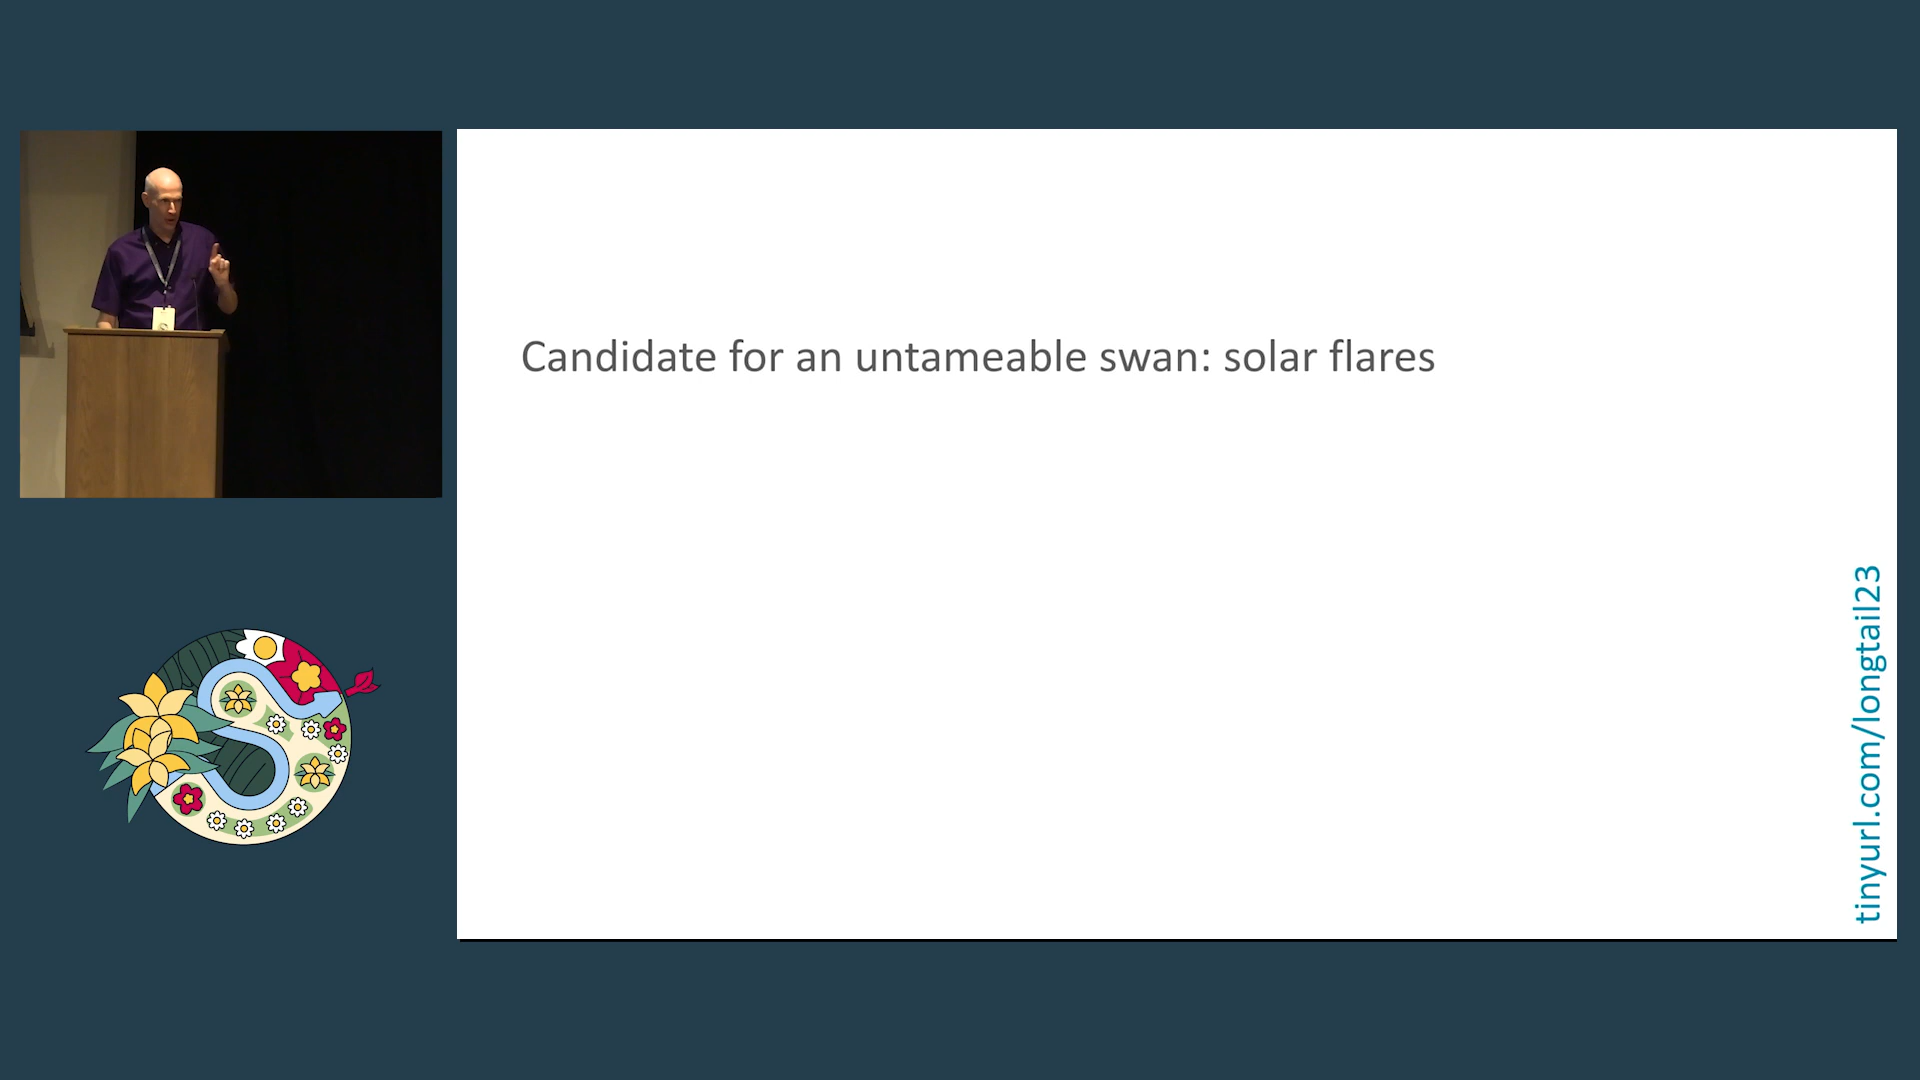 Candidate for an untameable swan: solar flares
tinyurl.com/longtail23